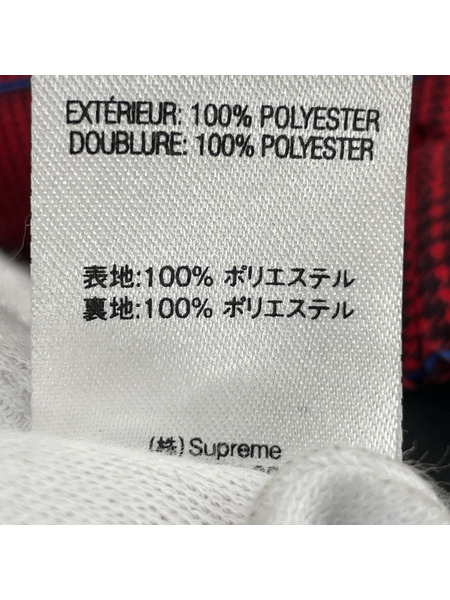 EXTÉRIEUR: 100% POLYESTER
DOUBLURE: 100% POLYESTER
表地:100% ポリエステル
裏地:100% ポリエステル
(株)Supreme